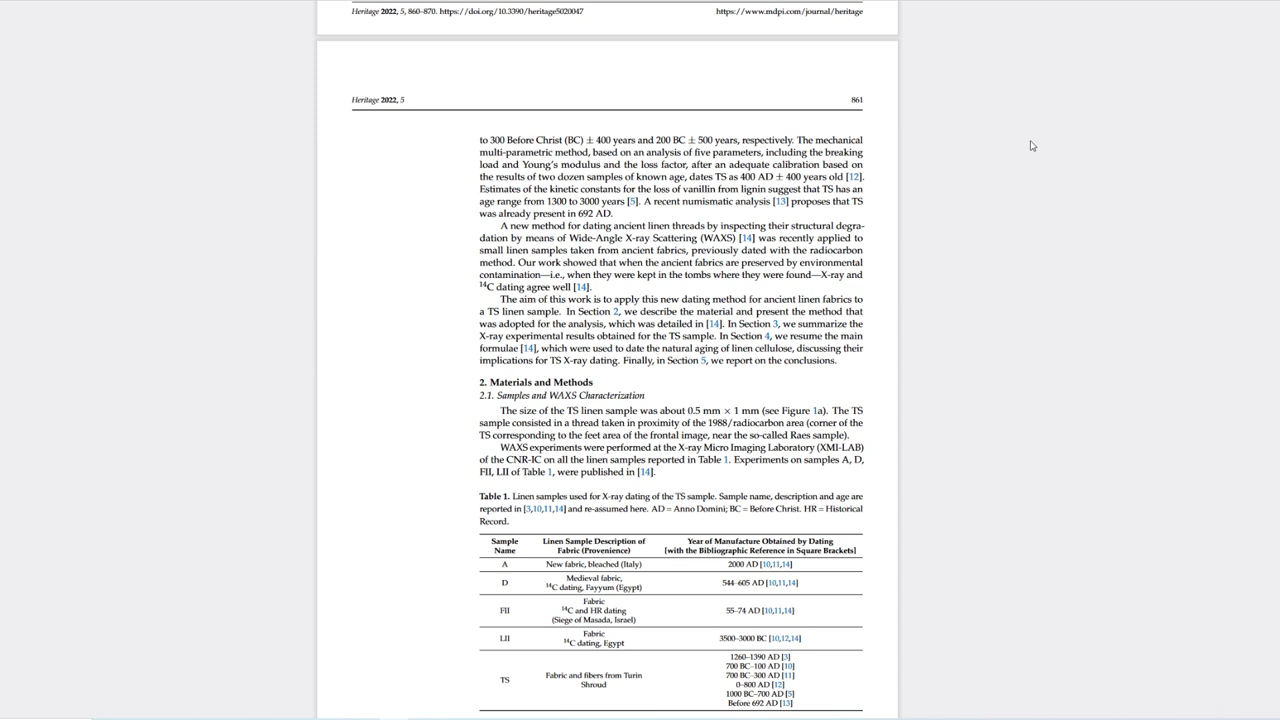 Heritage 2022, 5, 860–870. https://doi.org/10.3390/heritage5020047 https://www.mdpi.com/journal/heritage
Heritage 2022, 5 861
to 300 Before Christ (BC) ± 400 years and 200 BC ± 500 years, respectively. The mechanical
multi-parametric method, based on an analysis of five parameters, including the breaking
load and Young's modulus and the loss factor, after an adequate calibration based on
the results of two dozen samples of known age, dates TS as 400 AD ± 400 years old [12].
Estimates of the kinetic constants for the loss of vanillin from lignin suggest that TS has an
age range from 1300 to 3000 years [5]. A recent numismatic analysis [13] proposes that TS
was already present in 692 AD.
A new method for dating ancient linen threads by inspecting their structural degra-
dation by means of Wide-Angle X-ray Scattering (WAXS) [14] was recently applied to
small linen samples taken from ancient fabrics, previously dated with the radiocarbon
method. Our work showed that when the ancient fabrics are preserved by environmental
contamination—i.e., when they were kept in the tombs where they were found—X-ray and
¹⁴C dating agree well [14].
The aim of this work is to apply this new dating method for ancient linen fabrics to
a TS linen sample. In Section 2, we describe the material and present the method that
was adopted for the analysis, which was detailed in [14]. In Section 3, we summarize the
X-ray experimental results obtained for the TS sample. In Section 4, we resume the main
formulae [14], which were used to date the natural aging of linen cellulose, discussing their
implications for TS X-ray dating. Finally, in Section 5, we report on the conclusions.
2. Materials and Methods
2.1. Samples and WAXS Characterization
The size of the TS linen sample was about 0.5 mm × 1 mm (see Figure 1a). The TS
sample consisted in a thread taken in proximity of the 1988/radiocarbon area (corner of the
TS corresponding to the feet area of the frontal image, near the so-called Raes sample).
WAXS experiments were performed at the X-ray Micro Imaging Laboratory (XMI-LAB)
of the CNR-IC on all the linen samples reported in Table 1. Experiments on samples A, D,
FII, LII of Table 1, were published in [14].
Table 1. Linen samples used for X-ray dating of the TS sample. Sample name, description and age are
reported in [3,10,11,14] and re-assumed here. AD = Anno Domini; BC = Before Christ. HR = Historical
Record.
Sample Linen Sample Description of Year of Manufacture Obtained by Dating
Name Fabric (Provenience) [with the Bibliographic Reference in Square Brackets]
A New fabric, bleached (Italy) 2000 AD [10,11,14]
Medieval fabric,
D 544–605 AD [10,11,14]
¹⁴C dating, Fayyum (Egypt)
Fabric
FII ¹⁴C and HR dating 55–74 AD [10,11,14]
(Siege of Masada, Israel)
Fabric
LII 3500–3000 BC [10,12,14]
¹⁴C dating, Egypt
1260–1390 AD [3]
700 BC–100 AD [10]
Fabric and fibers from Turin 700 BC–300 AD [11]
TS
Shroud 0–800 AD [12]
1000 BC–700 AD [5]
Before 692 AD [13]